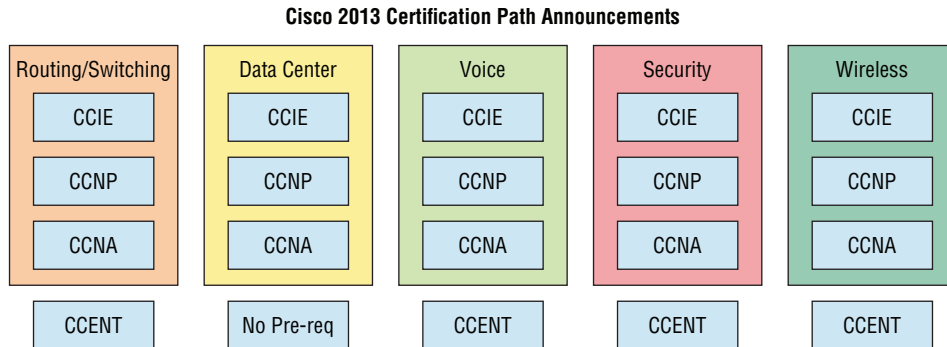 Cisco 2013 Certification Path Announcements
Routing/Switching
CCIE
CCNP
CCNA
CCENT
Data Center
CCIE
CCNP
CCNA
No Pre-req
Voice
CCIE
CCNP
CCNA
CCENT
Security
CCIE
CCNP
CCNA
CCENT
Wireless
CCIE
CCNP
CCNA
CCENT